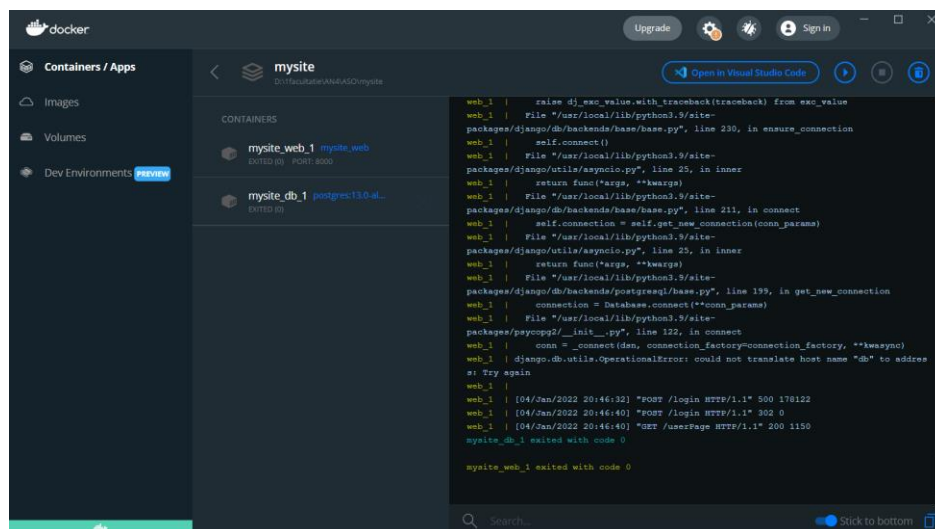 docker
Upgrade
Sign in
Containers / Apps
Images
Volumes
Dev Environments PREVIEW
mysite
D:\1facultatie\AN4\ASO\mysite
Open in Visual Studio Code
CONTAINERS
mysite_web_1 mysite_web
EXITED (0) PORT: 8000
mysite_db_1 postgres:13.0-al...
EXITED (0)
web_1 | raise dj_exc_value.with_traceback(traceback) from exc_value
web_1 | File "/usr/local/lib/python3.9/site-
packages/django/db/backends/base/base.py", line 230, in ensure_connection
web_1 | self.connect()
web_1 | File "/usr/local/lib/python3.9/site-
packages/django/utils/asyncio.py", line 25, in inner
web_1 | return func(*args, **kwargs)
web_1 | File "/usr/local/lib/python3.9/site-
packages/django/db/backends/base/base.py", line 211, in connect
web_1 | self.connection = self.get_new_connection(conn_params)
web_1 | File "/usr/local/lib/python3.9/site-
packages/django/utils/asyncio.py", line 25, in inner
web_1 | return func(*args, **kwargs)
web_1 | File "/usr/local/lib/python3.9/site-
packages/django/db/backends/postgresql/base.py", line 199, in get_new_connection
web_1 | connection = Database.connect(**conn_params)
web_1 | File "/usr/local/lib/python3.9/site-
packages/psycopg2/__init__.py", line 122, in connect
web_1 | conn = _connect(dsn, connection_factory=connection_factory, **kwasync)
web_1 | django.db.utils.OperationalError: could not translate host name "db" to addres
s: Try again
web_1 |
web_1 | [04/Jan/2022 20:46:32] "POST /login HTTP/1.1" 500 178122
web_1 | [04/Jan/2022 20:46:40] "POST /login HTTP/1.1" 302 0
web_1 | [04/Jan/2022 20:46:40] "GET /userPage HTTP/1.1" 200 1150
mysite_db_1 exited with code 0
mysite_web_1 exited with code 0
Search...
Stick to bottom